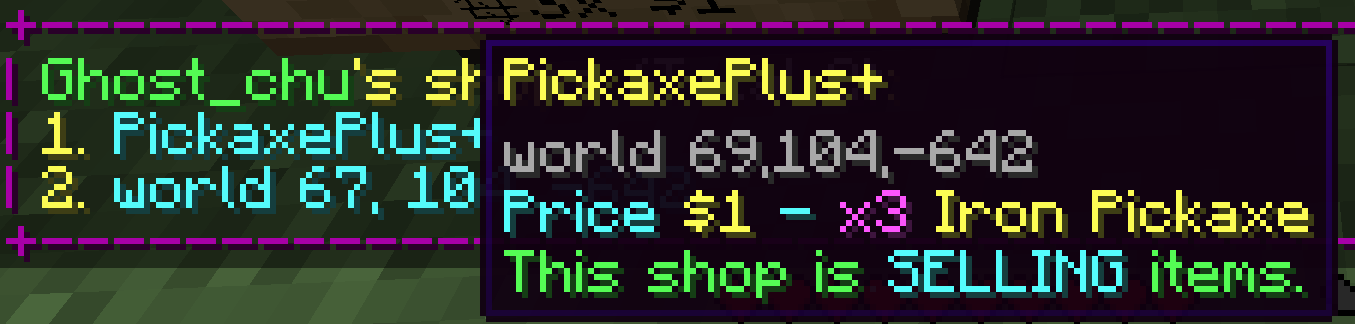 Ghost_chu's sh
1. PickaxePlus+
2. world 67, 10
PickaxePlus+
world 69,104,-642
Price $1 - x3 Iron Pickaxe
This shop is SELLING items.